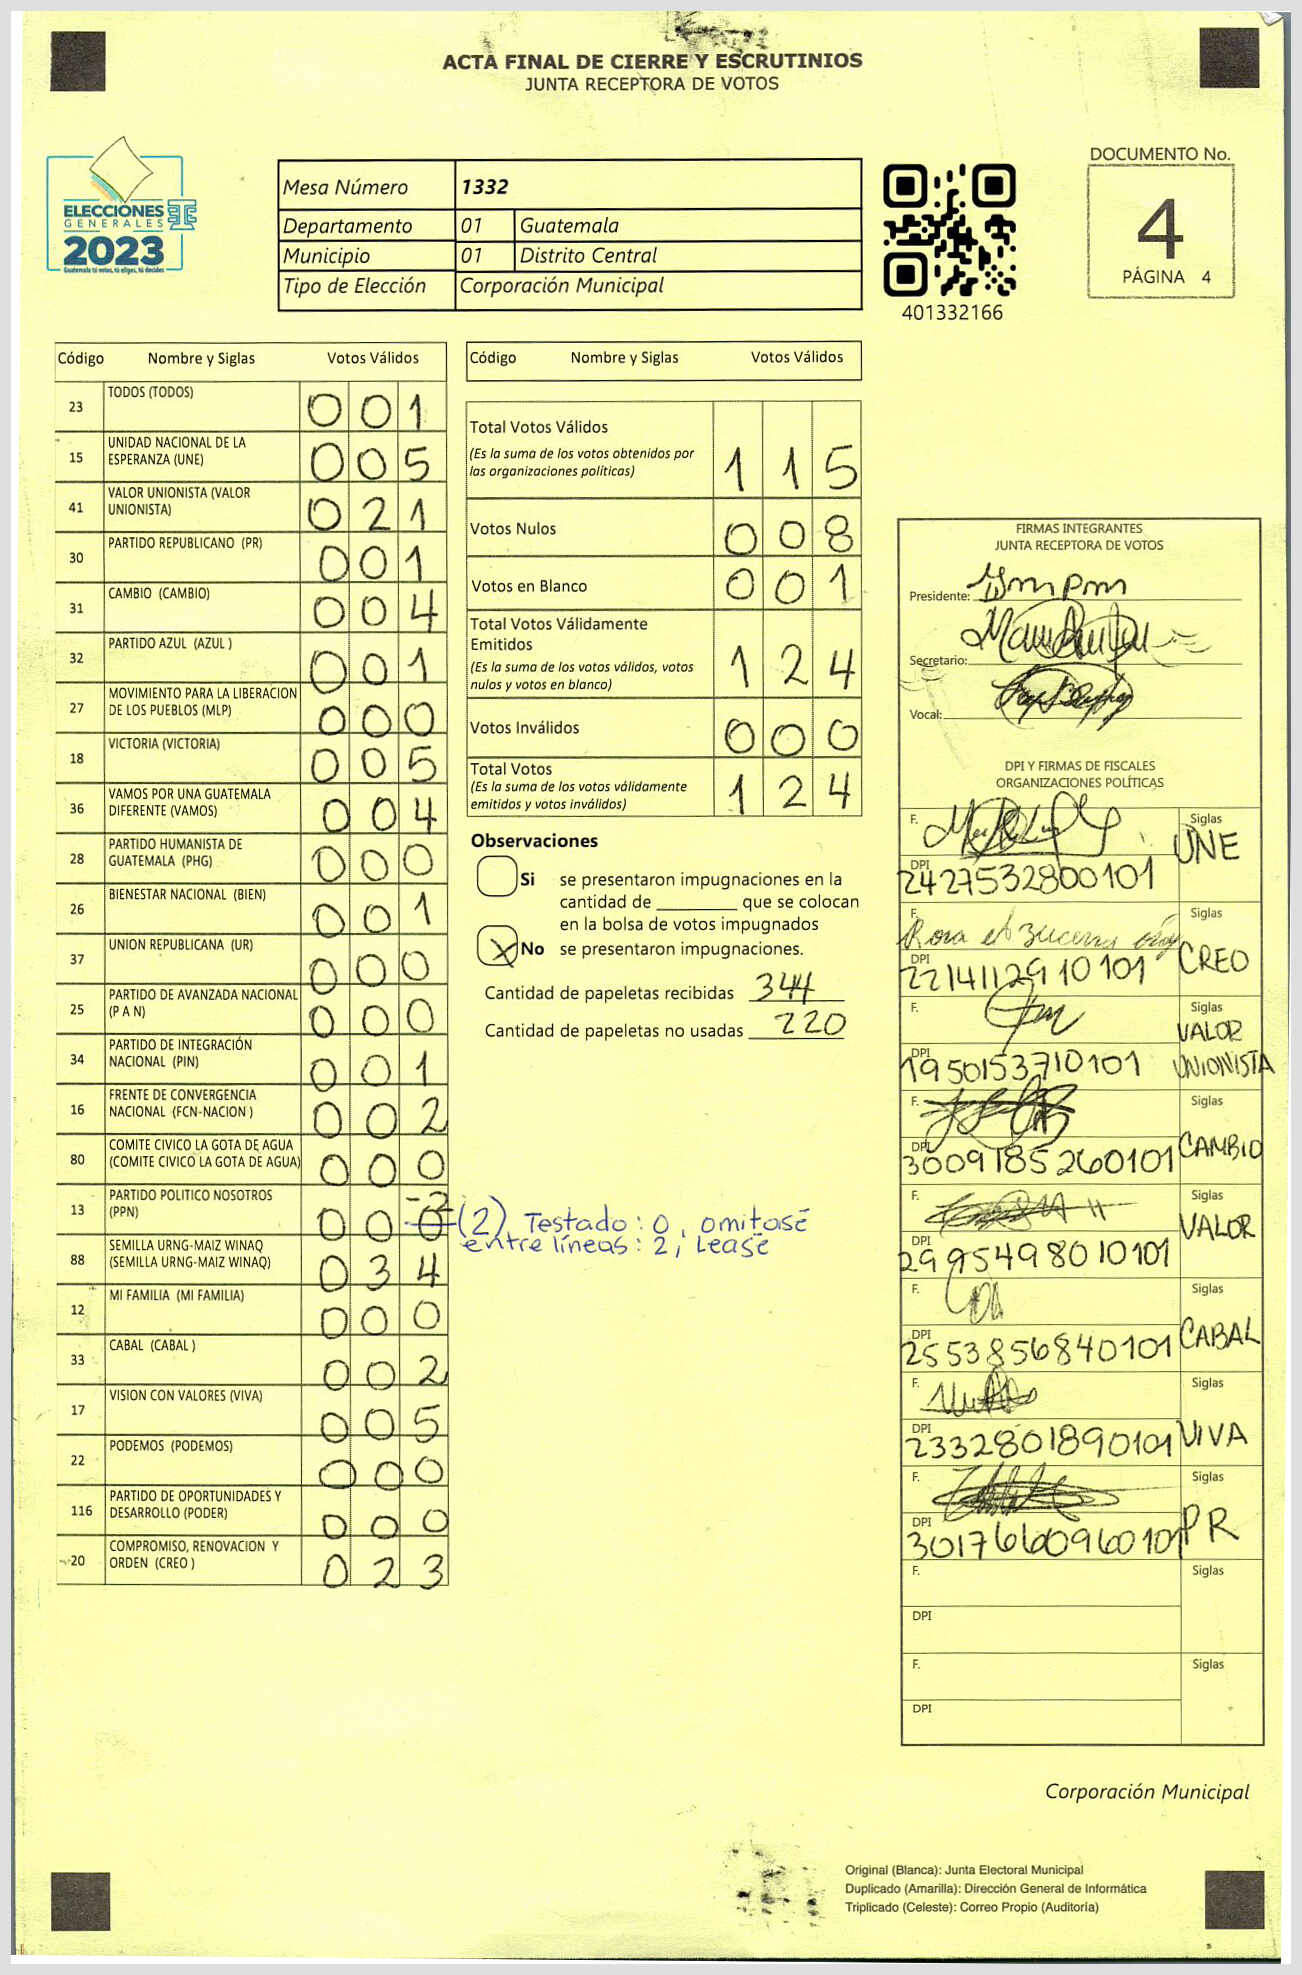 ACTA FINAL DE CIERRE Y ESCRUTINIOS
JUNTA RECEPTORA DE VOTOS
ELECCIONES
GENERALES
2023
Guatemala tú votas, tú eliges, tú decides
Mesa Número 1332
Departamento 01 Guatemala
Municipio 01 Distrito Central
Tipo de Elección Corporación Municipal
401332166
DOCUMENTO No.
4
PÁGINA 4
Código Nombre y Siglas Votos Válidos
23 TODOS (TODOS) 0 0 1
15 UNIDAD NACIONAL DE LA ESPERANZA (UNE) 0 0 5
41 VALOR UNIONISTA (VALOR UNIONISTA) 0 2 1
30 PARTIDO REPUBLICANO (PR) 0 0 1
31 CAMBIO (CAMBIO) 0 0 4
32 PARTIDO AZUL (AZUL ) 0 0 1
27 MOVIMIENTO PARA LA LIBERACION DE LOS PUEBLOS (MLP) 0 0 0
18 VICTORIA (VICTORIA) 0 0 5
36 VAMOS POR UNA GUATEMALA DIFERENTE (VAMOS) 0 0 4
28 PARTIDO HUMANISTA DE GUATEMALA (PHG) 0 0 0
26 BIENESTAR NACIONAL (BIEN) 0 0 1
37 UNION REPUBLICANA (UR) 0 0 0
25 PARTIDO DE AVANZADA NACIONAL (P A N) 0 0 0
34 PARTIDO DE INTEGRACIÓN NACIONAL (PIN) 0 0 1
16 FRENTE DE CONVERGENCIA NACIONAL (FCN-NACION ) 0 0 2
80 COMITE CIVICO LA GOTA DE AGUA (COMITE CIVICO LA GOTA DE AGUA) 0 0 0
13 PARTIDO POLITICO NOSOTROS (PPN) 0 0 0 -2 (2) Testado: 0, omitase
entre líneas: 2, Lease
88 SEMILLA URNG-MAIZ WINAQ (SEMILLA URNG-MAIZ WINAQ) 0 3 4
12 MI FAMILIA (MI FAMILIA) 0 0 0
33 CABAL (CABAL ) 0 0 2
17 VISION CON VALORES (VIVA) 0 0 5
22 PODEMOS (PODEMOS) 0 0 0
116 PARTIDO DE OPORTUNIDADES Y DESARROLLO (PODER) 0 0 0
20 COMPROMISO, RENOVACION Y ORDEN (CREO ) 0 2 3
Código Nombre y Siglas Votos Válidos
Total Votos Válidos
(Es la suma de los votos obtenidos por
las organizaciones políticas) 1 1 5
Votos Nulos 0 0 8
Votos en Blanco 0 0 1
Total Votos Válidamente
Emitidos
(Es la suma de los votos válidos, votos
nulos y votos en blanco) 1 2 4
Votos Inválidos 0 0 0
Total Votos
(Es la suma de los votos válidamente
emitidos y votos inválidos) 1 2 4
Observaciones
Si se presentaron impugnaciones en la
cantidad de ________ que se colocan
en la bolsa de votos impugnados
X No se presentaron impugnaciones.
Cantidad de papeletas recibidas 344
Cantidad de papeletas no usadas 220
FIRMAS INTEGRANTES
JUNTA RECEPTORA DE VOTOS
Presidente:
Secretario:
Vocal:
DPI Y FIRMAS DE FISCALES
ORGANIZACIONES POLÍTICAS
F. Siglas UNE
DPI 2427532800101
F. Siglas CREO
DPI 2214112910101
F. Siglas VALOR UNIONISTA
DPI 1950153710101
F. Siglas CAMBIO
DPI 3009185260101
F. Siglas VALOR
DPI 2995498010101
F. Siglas CABAL
DPI 2553856840101
F. Siglas VIVA
DPI 2332801890101
F. Siglas PR
DPI 3017660960101
F. Siglas
DPI
F. Siglas
DPI
Corporación Municipal
Original (Blanca): Junta Electoral Municipal
Duplicado (Amarilla): Dirección General de Informática
Triplicado (Celeste): Correo Propio (Auditoría)